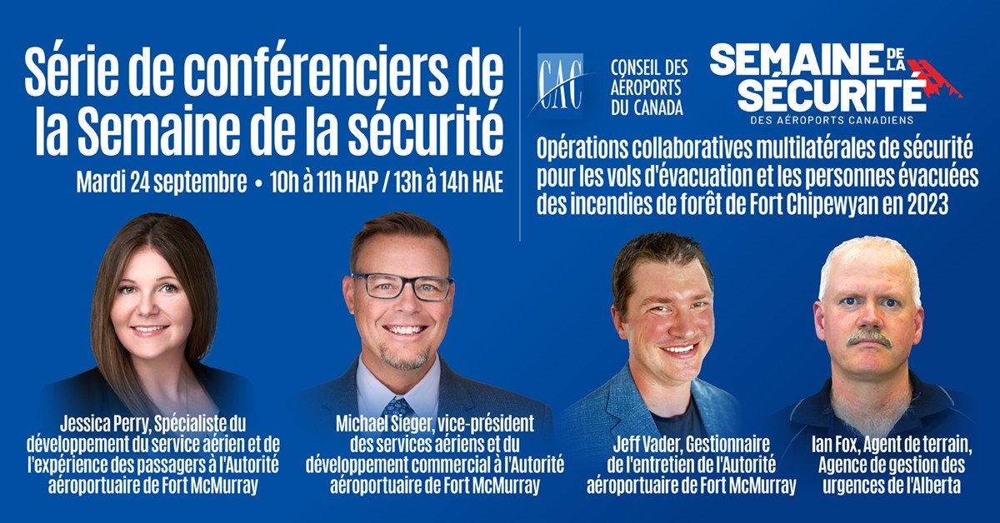 Série de conférenciers de
la Semaine de la sécurité
Mardi 24 septembre • 10h à 11h HAP / 13h à 14h HAE
CAC
CONSEIL DES
AÉROPORTS
DU CANADA
SEMAINE DE LA
SÉCURITÉ
DES AÉROPORTS CANADIENS
Opérations collaboratives multilatérales de sécurité
pour les vols d'évacuation et les personnes évacuées
des incendies de forêt de Fort Chipewyan en 2023
Jessica Perry, Spécialiste du
développement du service aérien et de
l'expérience des passagers à l'Autorité
aéroportuaire de Fort McMurray
Michael Sieger, vice-président
des services aériens et du
développement commercial à l'Autorité
aéroportuaire de Fort McMurray
Jeff Vader, Gestionnaire
de l'entretien de l'Autorité
aéroportuaire de Fort McMurray
Ian Fox, Agent de terrain,
Agence de gestion des
urgences de l'Alberta